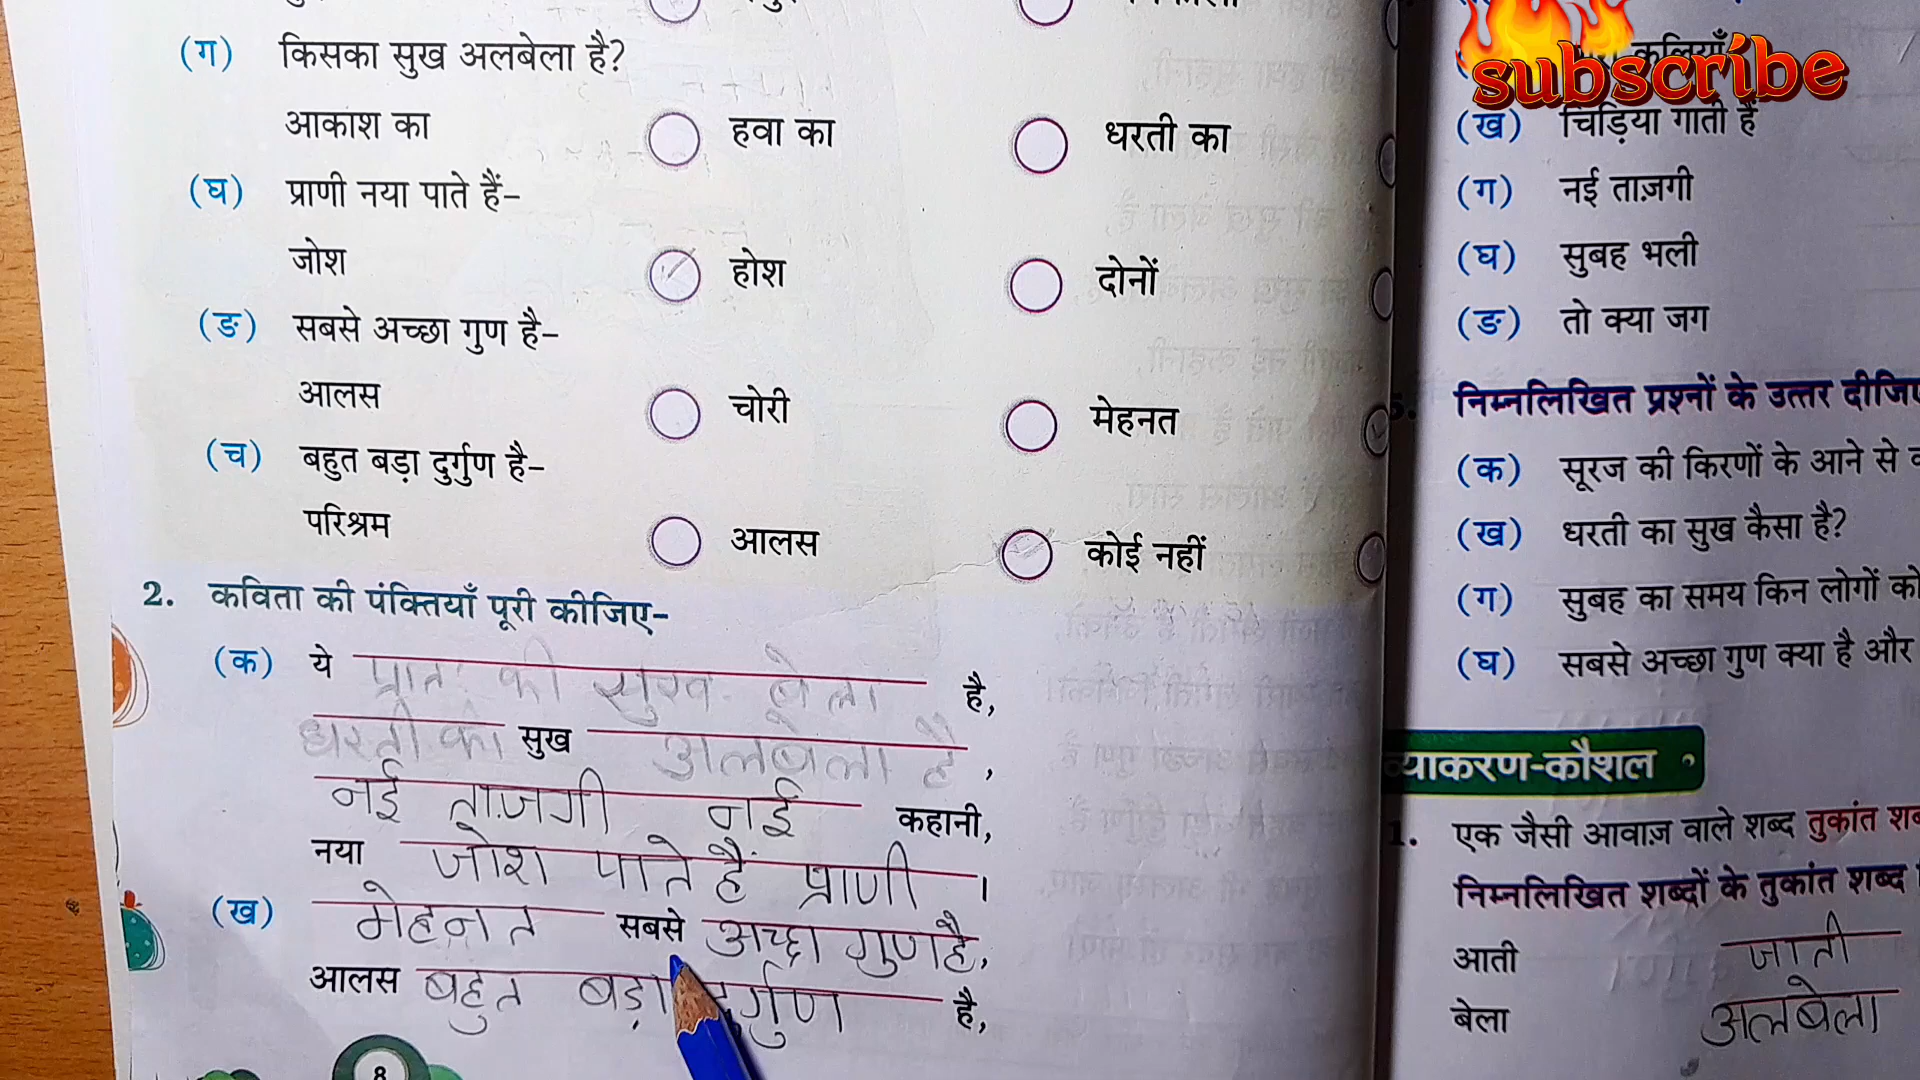 (ग) किसका सुख अलबेला है?
आकाश का हवा का धरती का
(घ) प्राणी नया पाते हैं–
जोश होश दोनों
(ङ) सबसे अच्छा गुण है–
आलस चोरी मेहनत
(च) बहुत बड़ा दुर्गुण है–
परिश्रम आलस कोई नहीं
2. कविता की पंक्तियाँ पूरी कीजिए–
(क) ये प्रातः की सुख बेला है,
धरती का सुख अलबेला है,
नई ताज़गी नई कहानी,
नया जोश पाते हैं प्राणी ।
(ख) मेहनत सबसे अच्छा गुण है,
आलस बहुत बड़ा दुर्गुण है,
8
subscribe
कलियाँ
(ख) चिड़िया गाती है
(ग) नई ताज़गी
(घ) सुबह भली
(ङ) तो क्या जग
निम्नलिखित प्रश्नों के उत्तर दीजिए
(क) सूरज की किरणों के आने से
(ख) धरती का सुख कैसा है?
(ग) सुबह का समय किन लोगों को
(घ) सबसे अच्छा गुण क्या है और
व्याकरण-कौशल
1. एक जैसी आवाज़ वाले शब्द तुकांत
निम्नलिखित शब्दों के तुकांत शब्द
आती जाती
बेला अलबेला